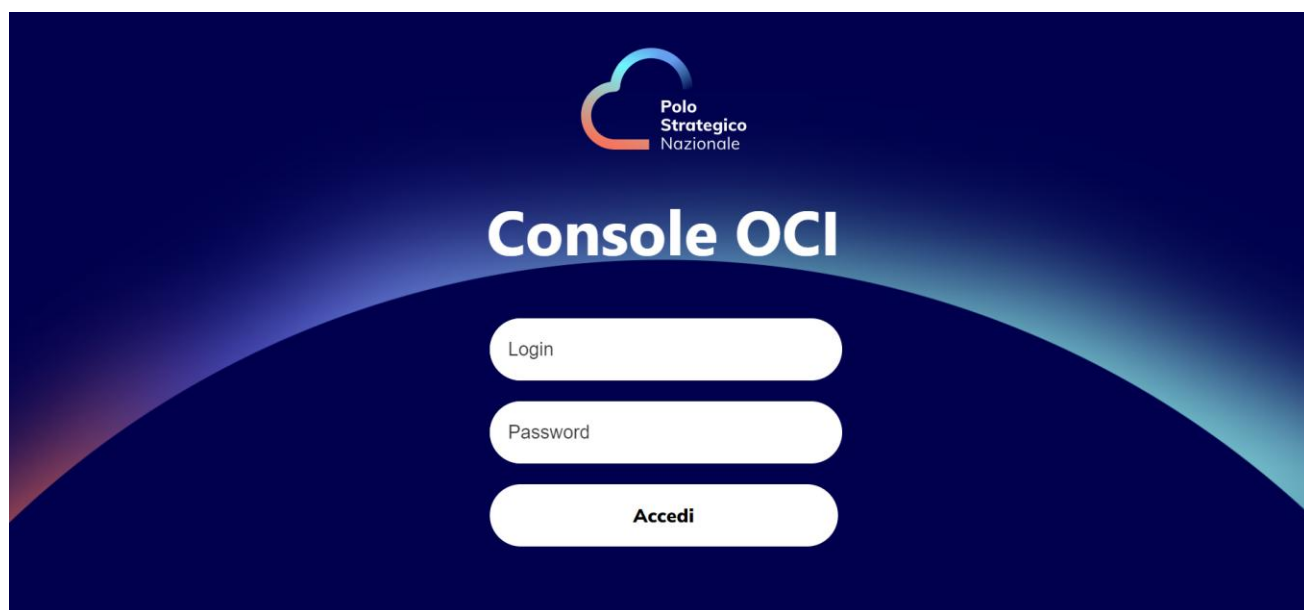 Polo
Strategico
Nazionale
Console OCI
Login
Password
Accedi